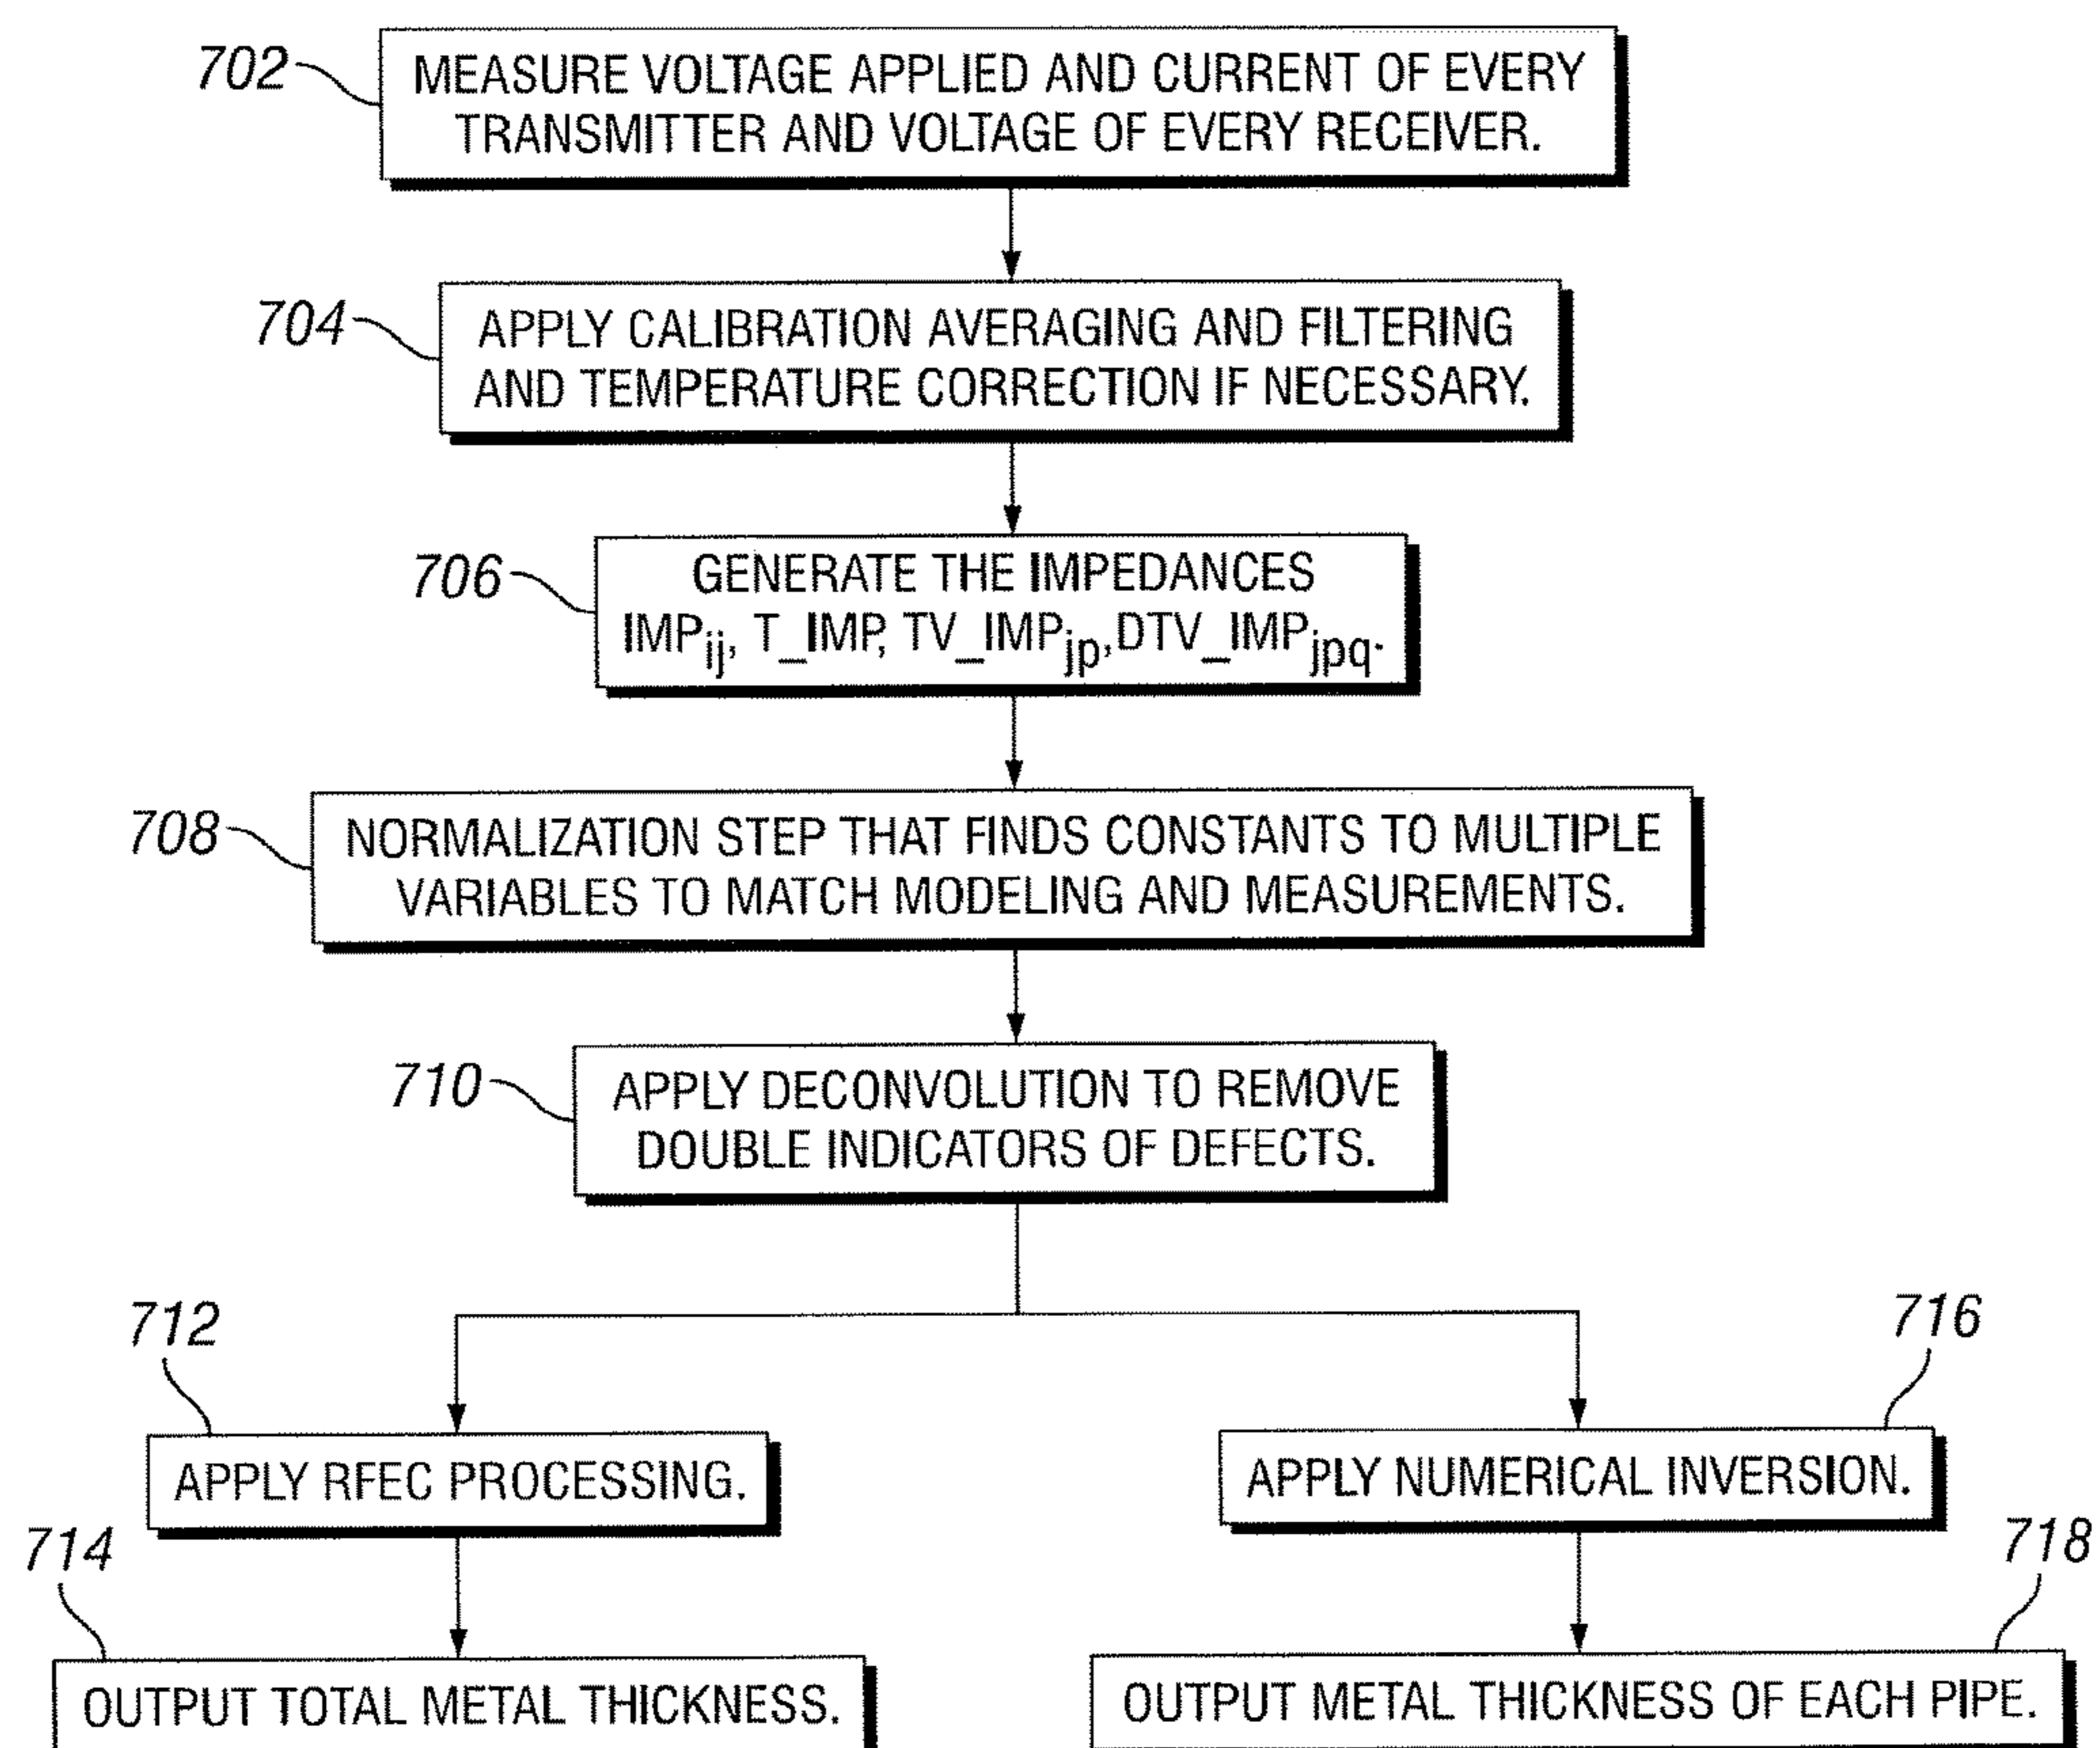 702
MEASURE VOLTAGE APPLIED AND CURRENT OF EVERY
TRANSMITTER AND VOLTAGE OF EVERY RECEIVER.
704
APPLY CALIBRATION AVERAGING AND FILTERING
AND TEMPERATURE CORRECTION IF NECESSARY.
706
GENERATE THE IMPEDANCES
IMPij, T_IMP, TV_IMPjp, DTV_IMPjpq.
708
NORMALIZATION STEP THAT FINDS CONSTANTS TO MULTIPLE
VARIABLES TO MATCH MODELING AND MEASUREMENTS.
710
APPLY DECONVOLUTION TO REMOVE
DOUBLE INDICATORS OF DEFECTS.
712
APPLY RFEC PROCESSING.
714
OUTPUT TOTAL METAL THICKNESS.
716
APPLY NUMERICAL INVERSION.
718
OUTPUT METAL THICKNESS OF EACH PIPE.